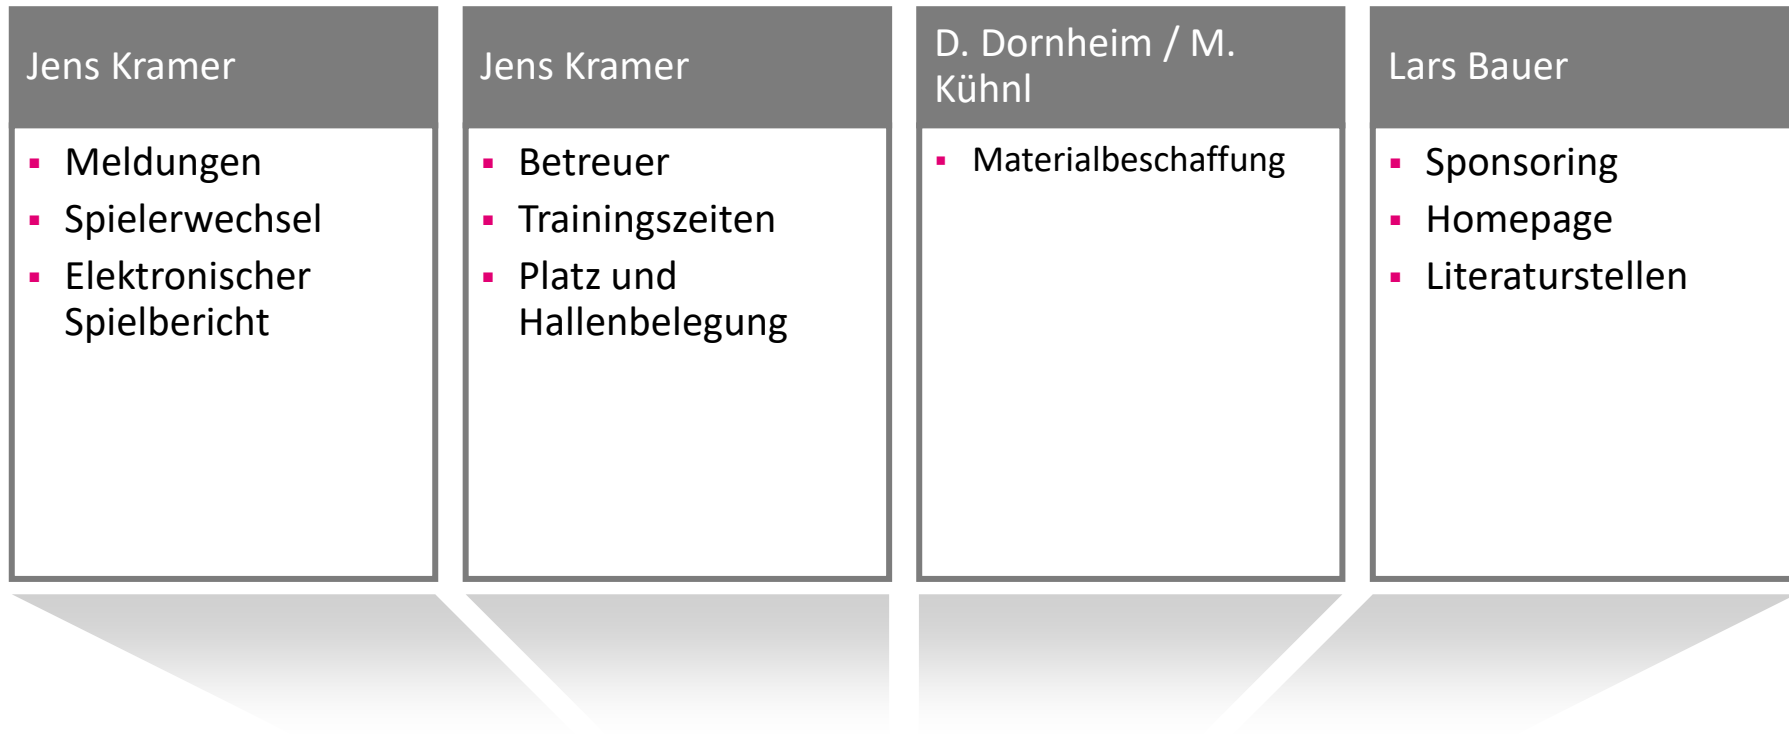 Jens Kramer
Meldungen
Spielerwechsel
Elektronischer
Spielbericht
Jens Kramer
Betreuer
Trainingszeiten
Platz und
Hallenbelegung
D. Dornheim / M.
Kühnl
Materialbeschaffung
Lars Bauer
Sponsoring
Homepage
Literaturstellen